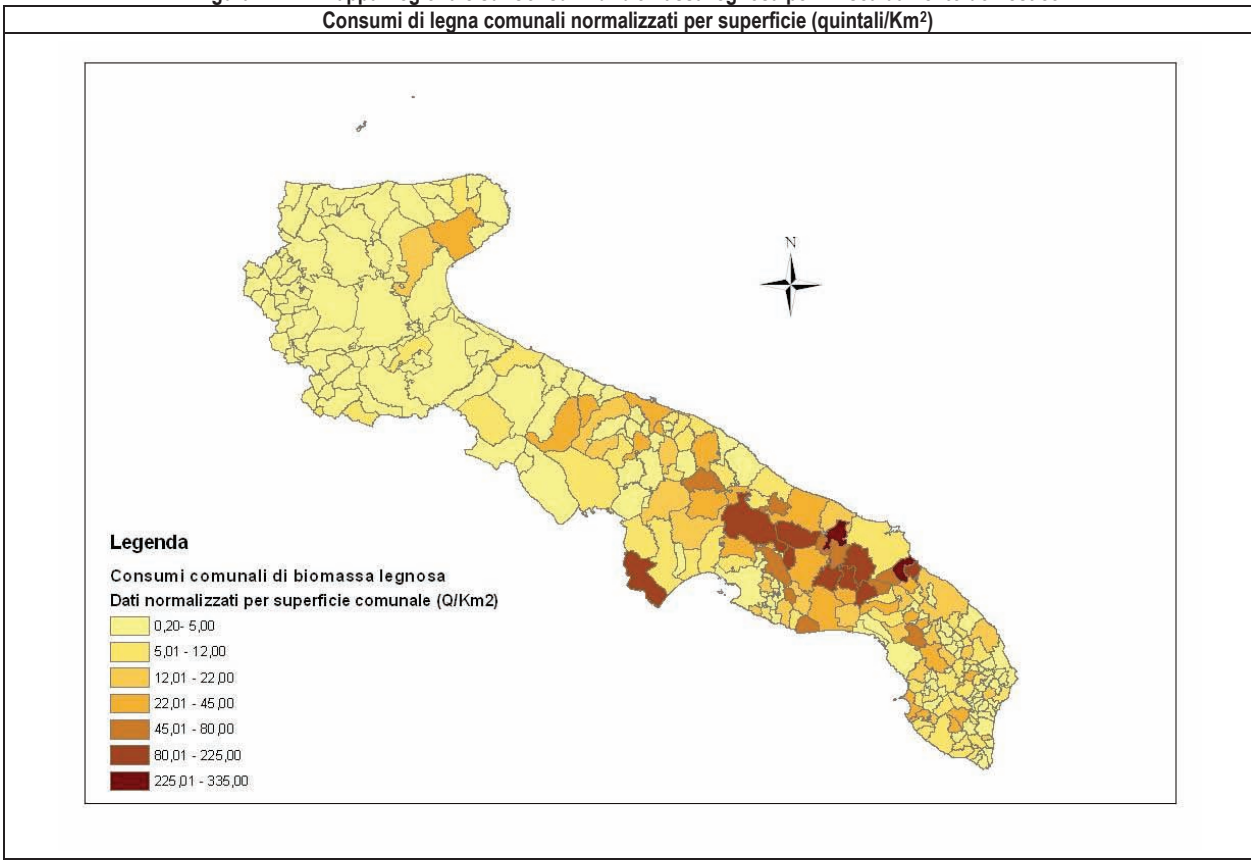 Consumi di legna comunali normalizzati per superficie (quintali/Km²)
N
Legenda
Consumi comunali di biomassa legnosa
Dati normalizzati per superficie comunale (Q/Km2)
0,20- 5,00
5,01 - 12,00
12,01 - 22,00
22,01 - 45,00
45,01 - 80,00
80,01 - 225,00
225,01 - 335,00